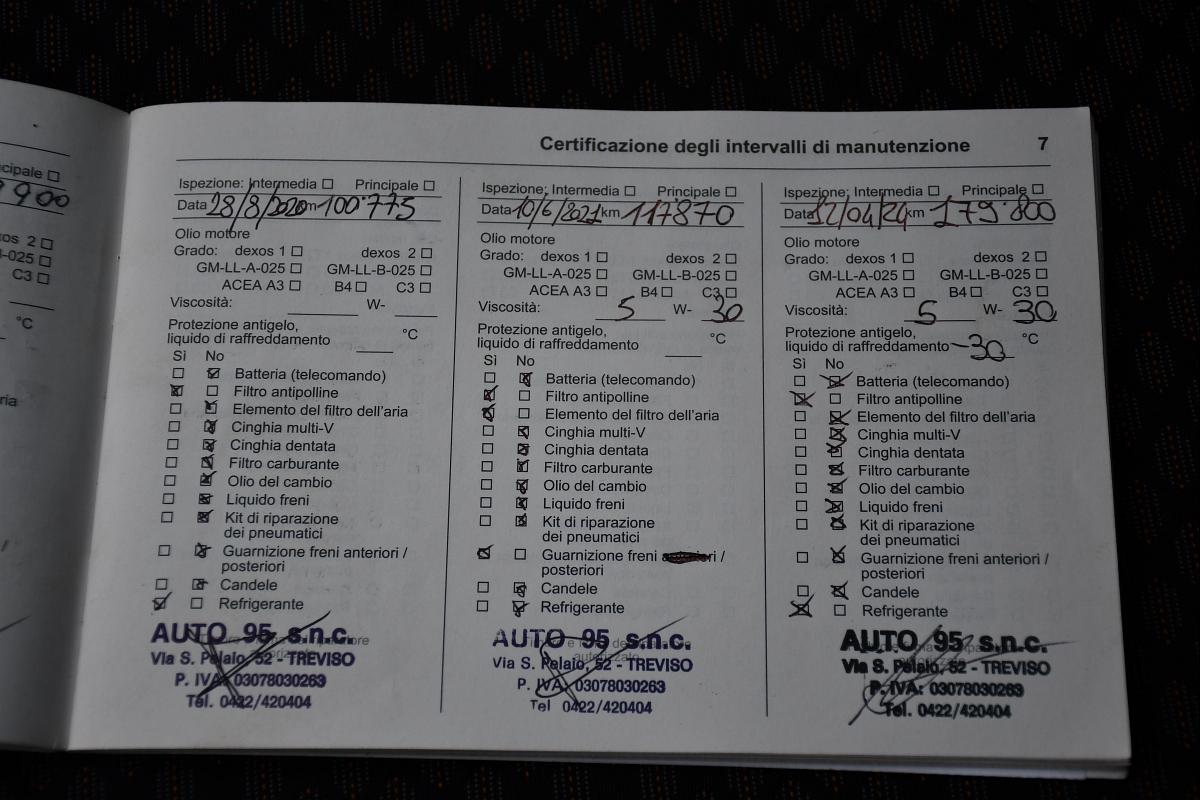 Certificazione degli intervalli di manutenzione 7
cipale
900
dexos 2
-025
C3
°C
ria
Ispezione: Intermedia Principale
Data 28/8/2020 km 100.775
Olio motore
Grado: dexos 1 dexos 2
GM-LL-A-025 GM-LL-B-025
ACEA A3 B4 C3
Viscosità: W-
Protezione antigelo,
liquido di raffreddamento °C
Sì No
Batteria (telecomando)
Filtro antipolline
Elemento del filtro dell'aria
Cinghia multi-V
Cinghia dentata
Filtro carburante
Olio del cambio
Liquido freni
Kit di riparazione
dei pneumatici
Guarnizione freni anteriori /
posteriori
Candele
Refrigerante
AUTO 95 s.n.c.
Via S. Pelaio, 52 - TREVISO
P. IVA: 03078030263
Tel. 0422/420404
Ispezione: Intermedia Principale
Data 10/6/2021 km 117870
Olio motore
Grado: dexos 1 dexos 2
GM-LL-A-025 GM-LL-B-025
ACEA A3 B4 C3
Viscosità: 5 W- 30
Protezione antigelo,
liquido di raffreddamento °C
Sì No
Batteria (telecomando)
Filtro antipolline
Elemento del filtro dell'aria
Cinghia multi-V
Cinghia dentata
Filtro carburante
Olio del cambio
Liquido freni
Kit di riparazione
dei pneumatici
Guarnizione freni /
posteriori
Candele
Refrigerante
AUTO 95 s.n.c.
Via S. Pelaio, 52 - TREVISO
P. IVA: 03078030263
Tel 0422/420404
Ispezione: Intermedia Principale
Data 12/04/24 km 179.800
Olio motore
Grado: dexos 1 dexos 2
GM-LL-A-025 GM-LL-B-025
ACEA A3 B4 C3
Viscosità: 5 W- 30
Protezione antigelo,
liquido di raffreddamento -30 °C
Sì No
Batteria (telecomando)
Filtro antipolline
Elemento del filtro dell'aria
Cinghia multi-V
Cinghia dentata
Filtro carburante
Olio del cambio
Liquido freni
Kit di riparazione
dei pneumatici
Guarnizione freni anteriori /
posteriori
Candele
Refrigerante
AUTO 95 s.n.c.
Via S. Pelaio, 52 - TREVISO
P. IVA: 03078030263
Tel. 0422/420404